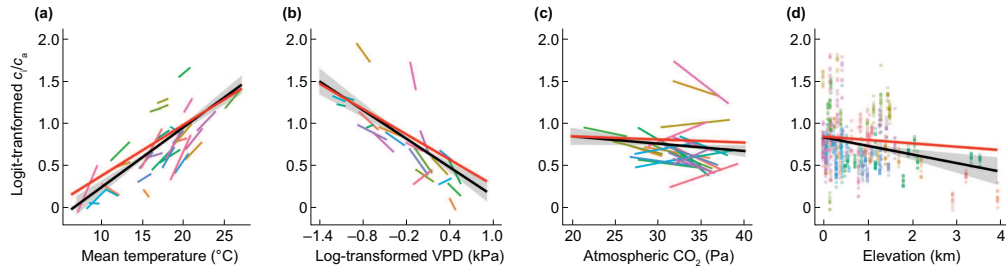 (a) (b) (c) (d)
Logit-tranformed ci/ca
2.0 2.0 2.0 2.0
1.5 1.5 1.5 1.5
1.0 1.0 1.0 1.0
0.5 0.5 0.5 0.5
0 0 0 0
10 15 20 25 −1.4 −0.8 −0.2 0.4 1.0 20 25 30 35 40 0 1 2 3 4
Mean temperature (°C) Log-transformed VPD (kPa) Atmospheric CO2 (Pa) Elevation (km)